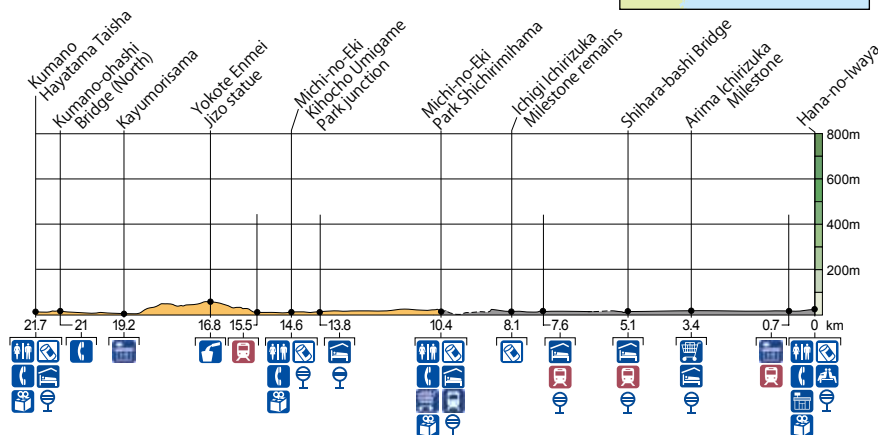 Kumano
Hayatama Taisha
Kumano-ohashi
Bridge (North)
Kayumorisama
Yokote Enmei
Jizo statue
Michi-no-Eki
Kihocho Umigame
Park junction
Michi-no-Eki
Park Shichirimihama
Ichigi Ichirizuka
Milestone remains
Shihara-bashi Bridge
Arima Ichirizuka
Milestone
Hana-no-Iwaya
800m
600m
400m
200m
21.7 21 19.2 16.8 15.5 14.6 13.8 10.4 8.1 7.6 5.1 3.4 0.7 0 km